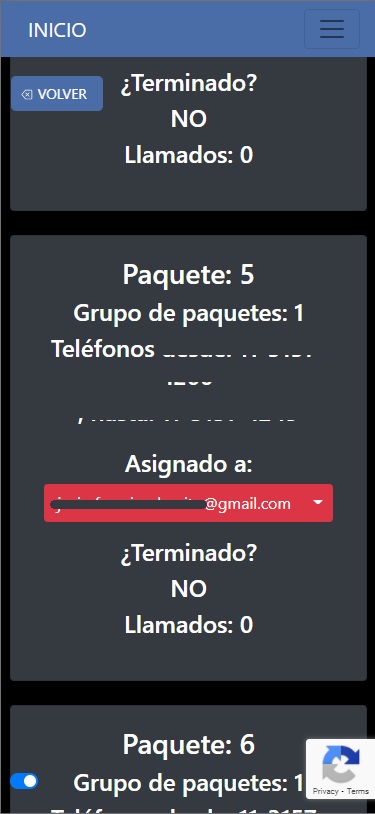 INICIO
¿Terminado?
VOLVER
NO
Llamados: 0
Paquete: 5
Grupo de paquetes: 1
Teléfonos
Asignado a:
@gmail.com
¿Terminado?
NO
Llamados: 0
Paquete: 6
Grupo de paquetes: 1
Privacy • Terms